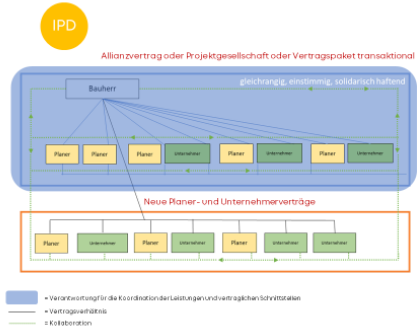 IPD
Allianzvertrag oder Projektgesellschaft oder Vertragspaket transaktional
gleichrangig, einstimmig, solidarisch haftend
Bauherr
Planer Planer Planer Unternehmer Planer Unternehmer Planer Unternehmer
Neue Planer- und Unternehmerverträge
Planer Unternehmer Planer Unternehmer Planer Unternehmer Unternehmer
= Verantwortung für die Koordination der Leistungen und vertraglichen Schnittstellen
= Vertragsverhältnis
= Kollaboration